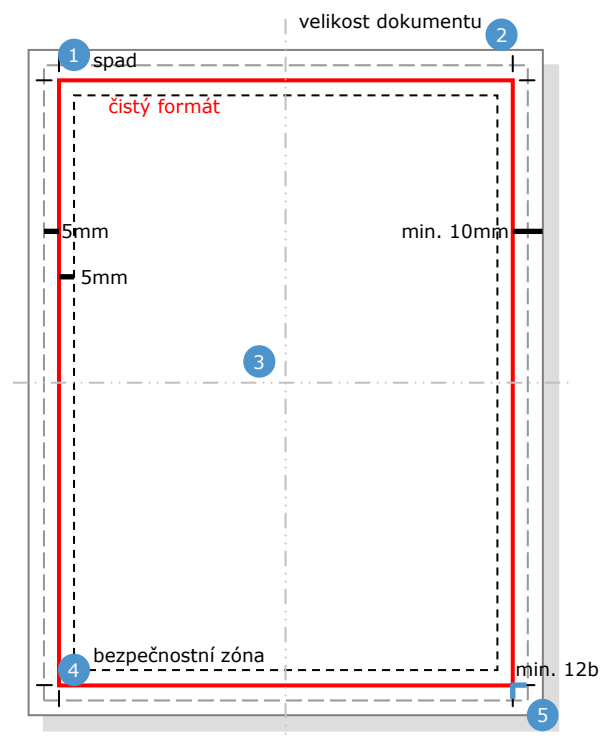 velikost dokumentu
2
1
spad
čistý formát
5mm
min. 10mm
5mm
3
bezpečnostní zóna
4
min. 12b
5